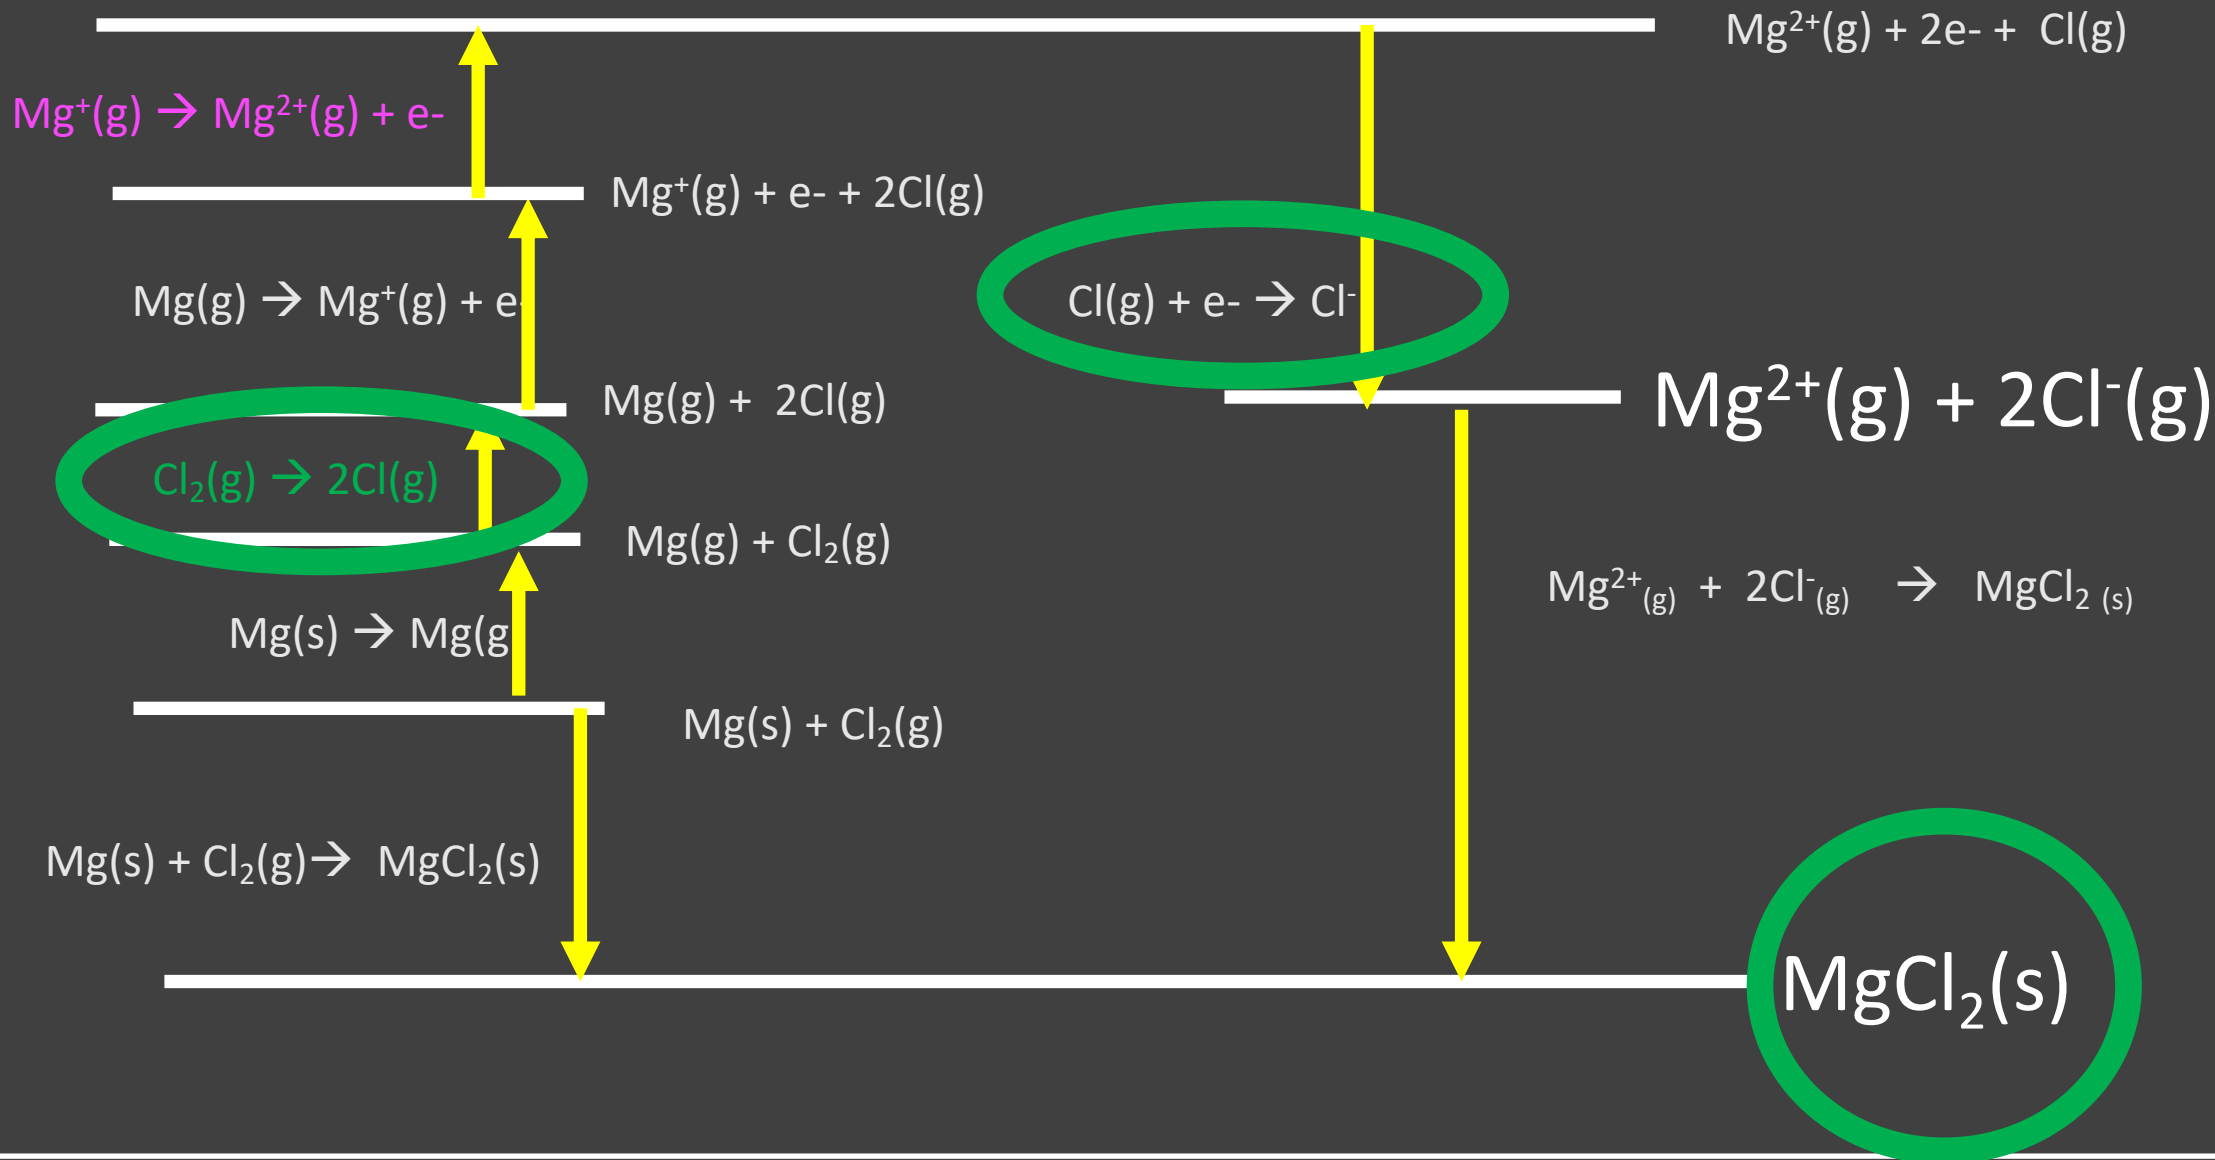 Mg²⁺(g) + 2e- + Cl(g)
Mg⁺(g) → Mg²⁺(g) + e-
Mg⁺(g) + e- + 2Cl(g)
Mg(g) → Mg⁺(g) + e-
Cl(g) + e- → Cl⁻
Mg(g) + 2Cl(g)
Mg²⁺(g) + 2Cl⁻(g)
Cl₂(g) → 2Cl(g)
Mg(g) + Cl₂(g)
Mg²⁺(g) + 2Cl⁻(g) → MgCl₂ (s)
Mg(s) → Mg(g
Mg(s) + Cl₂(g)
Mg(s) + Cl₂(g)→ MgCl₂(s)
MgCl₂(s)